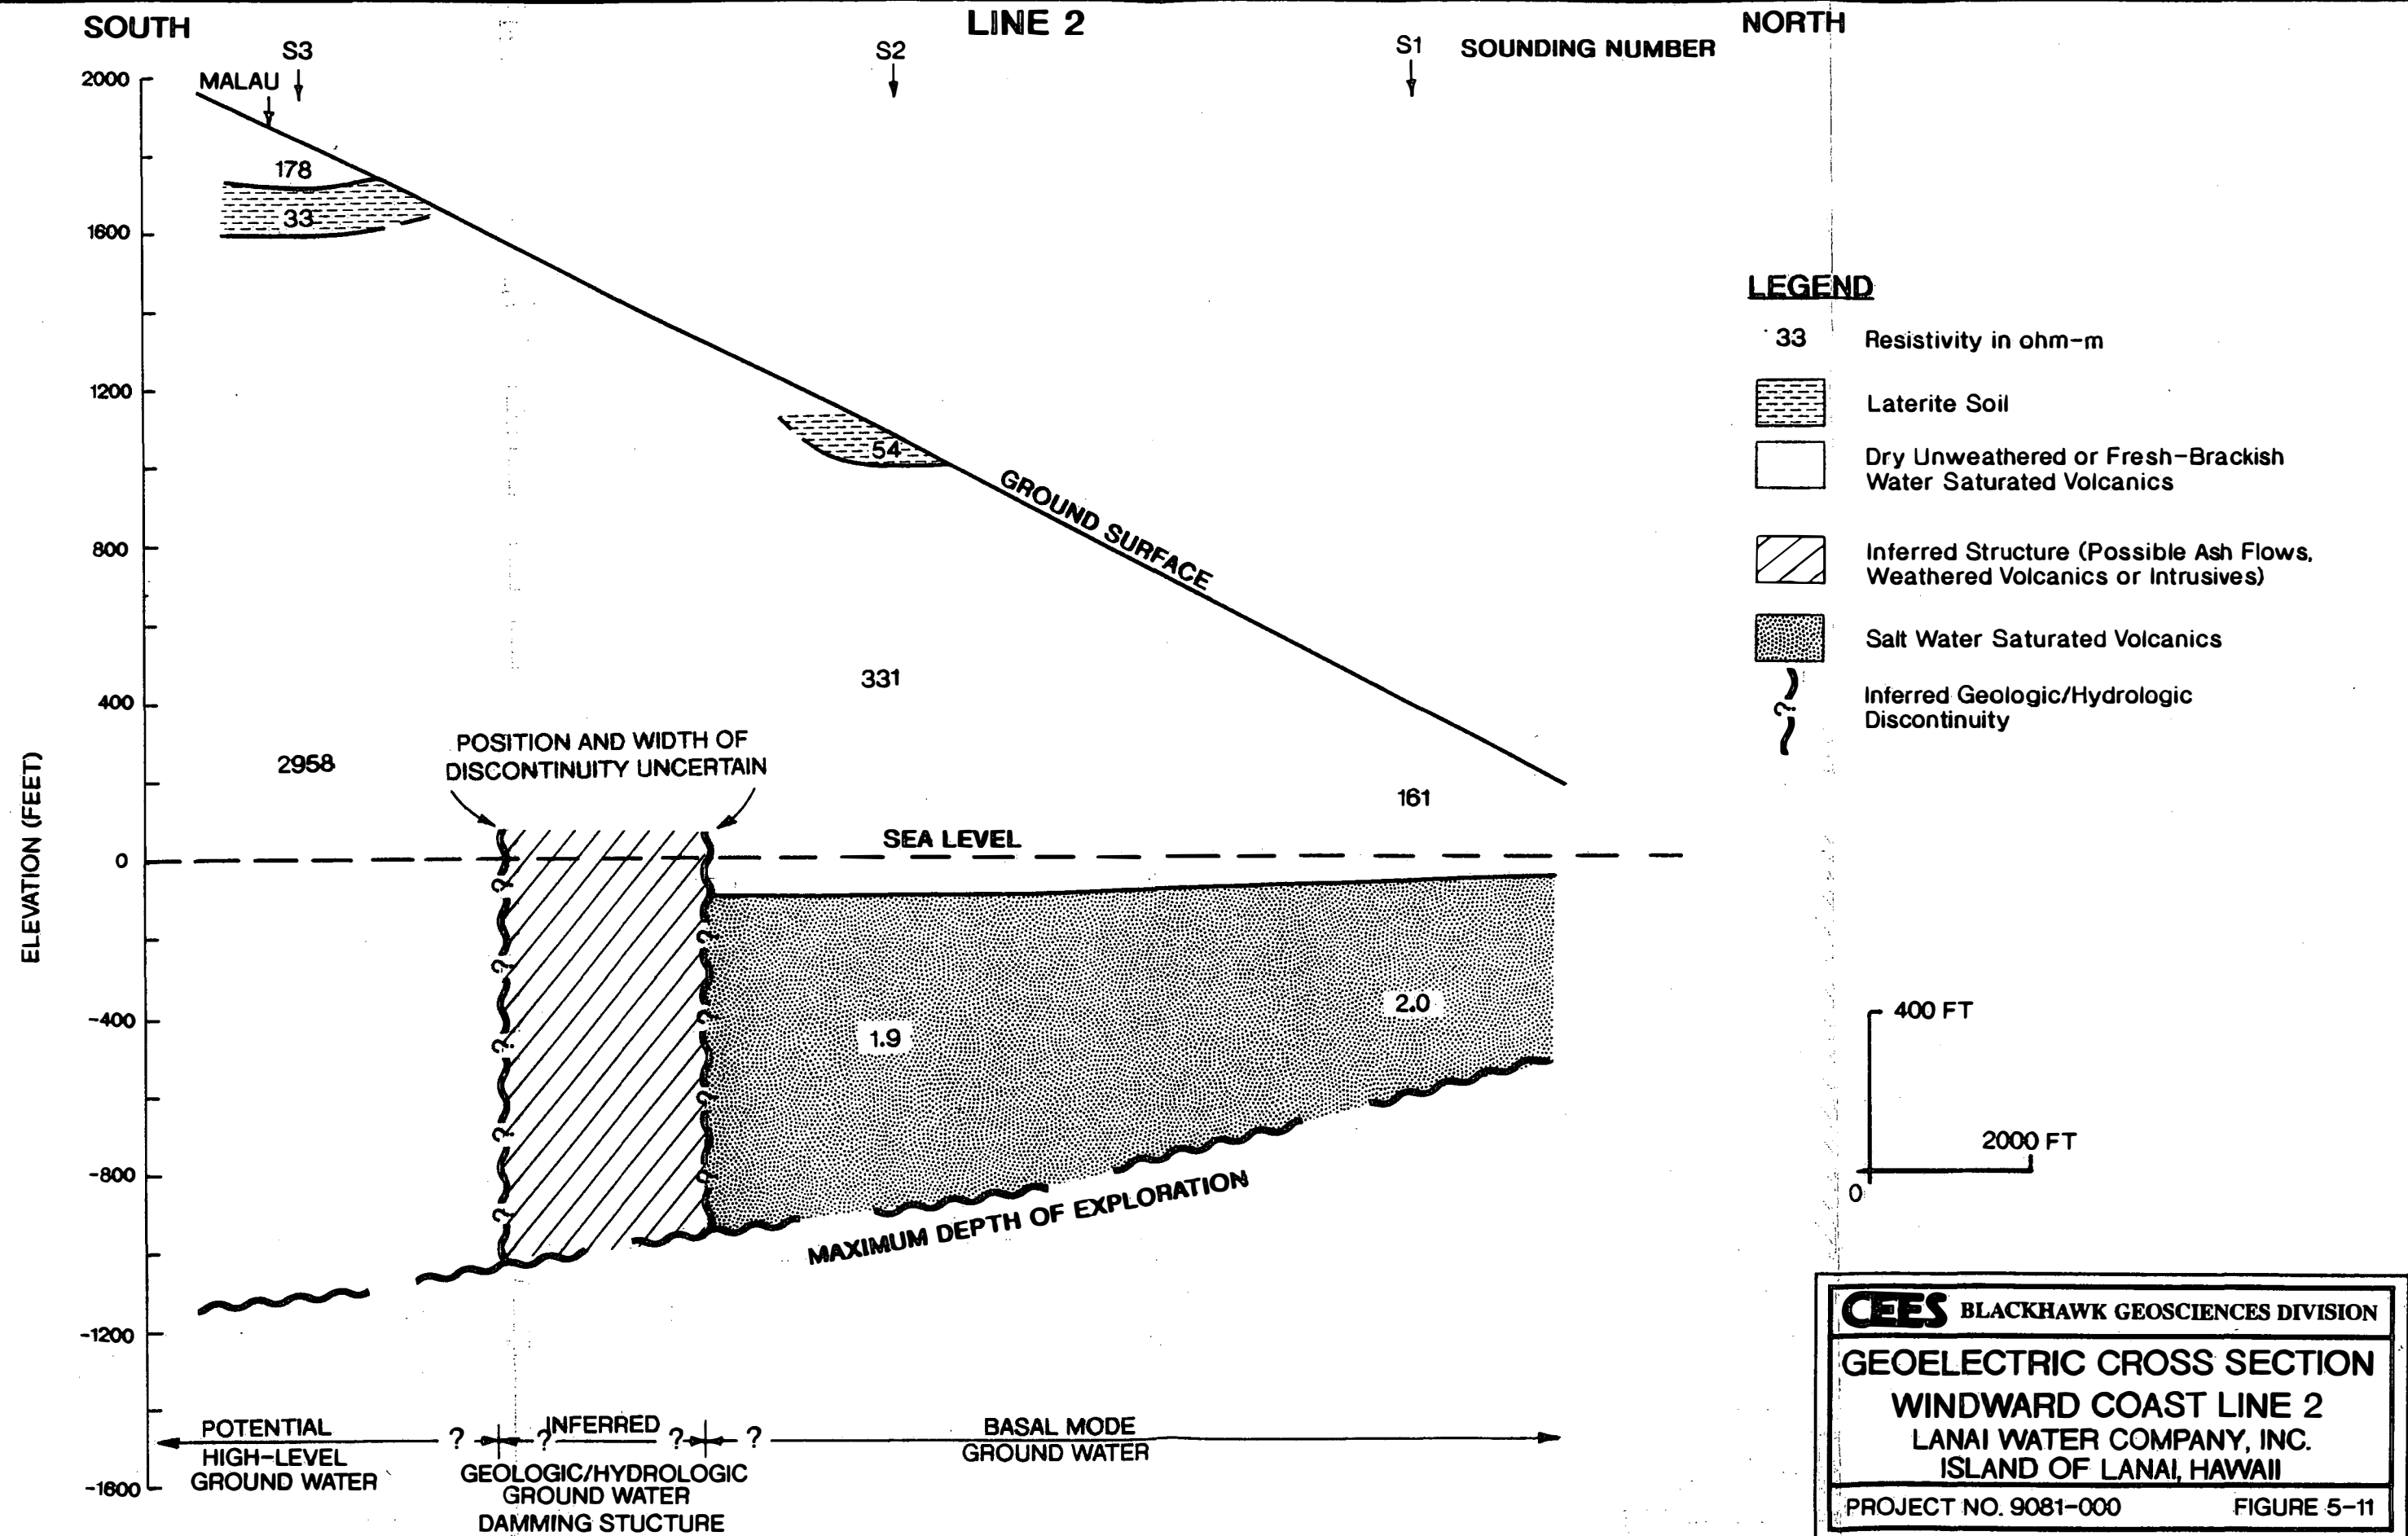 SOUTH
LINE 2
NORTH
S3
S2
S1
SOUNDING NUMBER
MALAU
2000
1600
1200
800
400
0
-400
-800
-1200
-1600
ELEVATION (FEET)
178
33
54
GROUND SURFACE
331
2958
161
POSITION AND WIDTH OF
DISCONTINUITY UNCERTAIN
SEA LEVEL
? ?
? ?
? ?
? ?
? ?
1.9
2.0
MAXIMUM DEPTH OF EXPLORATION
POTENTIAL
HIGH-LEVEL
GROUND WATER
?
?
INFERRED
?
GEOLOGIC/HYDROLOGIC
GROUND WATER
DAMMING STUCTURE
?
BASAL MODE
GROUND WATER
LEGEND
33 Resistivity in ohm-m
Laterite Soil
Dry Unweathered or Fresh-Brackish
Water Saturated Volcanics
Inferred Structure (Possible Ash Flows,
Weathered Volcanics or Intrusives)
Salt Water Saturated Volcanics
?
Inferred Geologic/Hydrologic
Discontinuity
400 FT
2000 FT
0
CEES BLACKHAWK GEOSCIENCES DIVISION
GEOELECTRIC CROSS SECTION
WINDWARD COAST LINE 2
LANAI WATER COMPANY, INC.
ISLAND OF LANAI, HAWAII
PROJECT NO. 9081-000 FIGURE 5-11